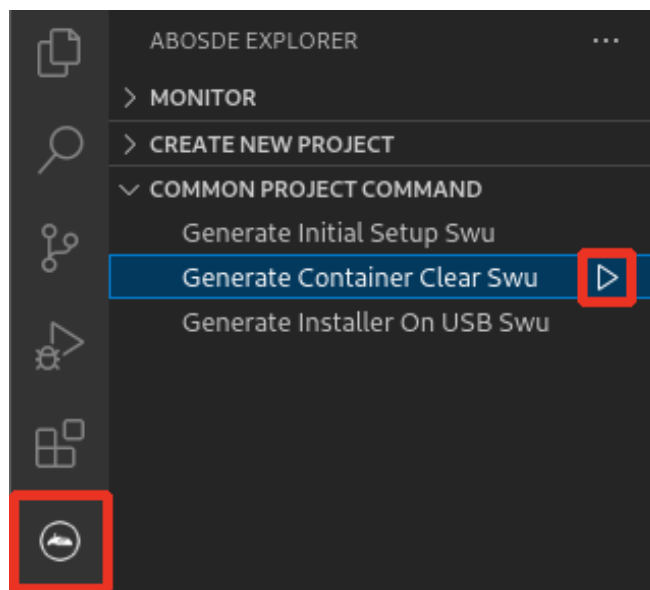 ABOSDE EXPLORER
MONITOR
CREATE NEW PROJECT
COMMON PROJECT COMMAND
Generate Initial Setup Swu
Generate Container Clear Swu
Generate Installer On USB Swu